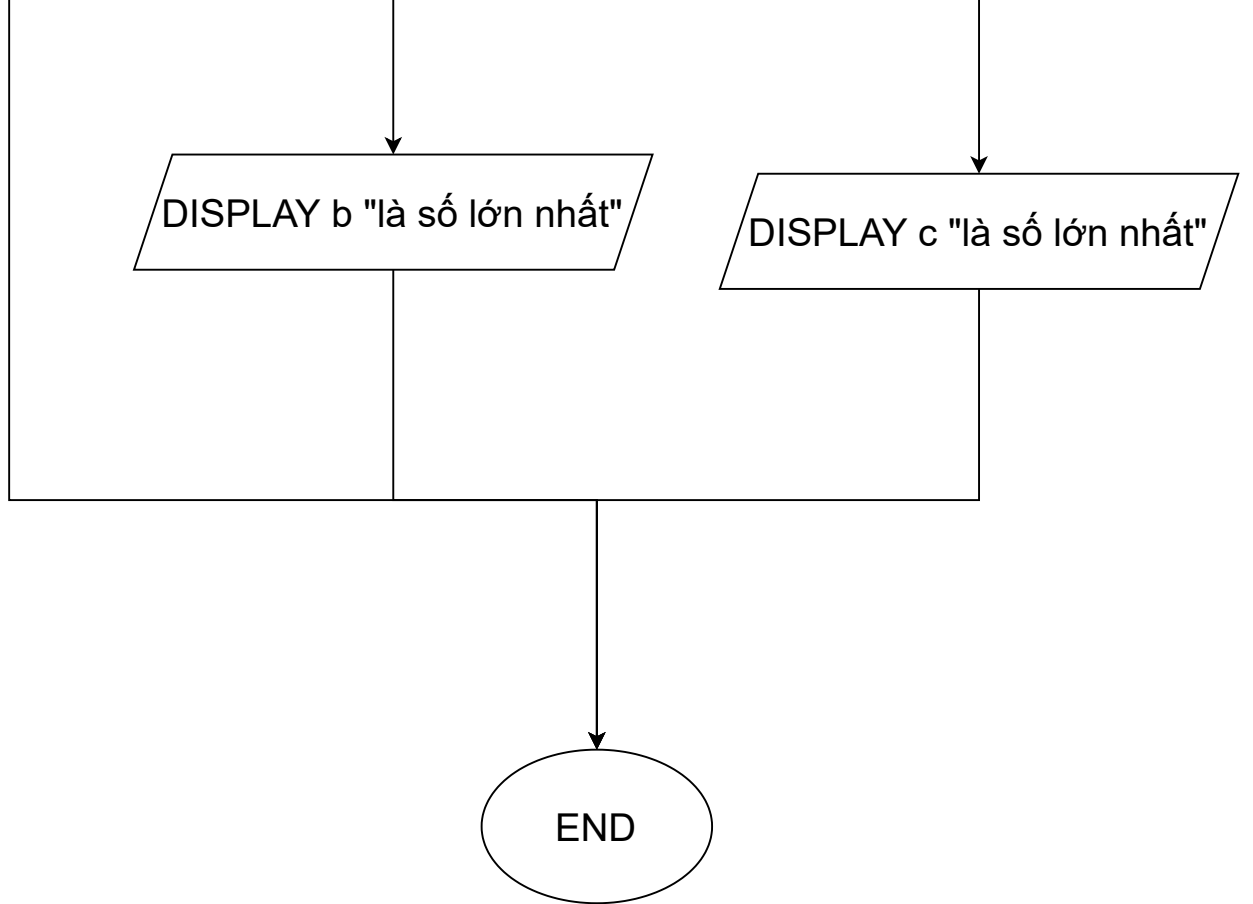 DISPLAY b "là số lớn nhất"
DISPLAY c "là số lớn nhất"
END